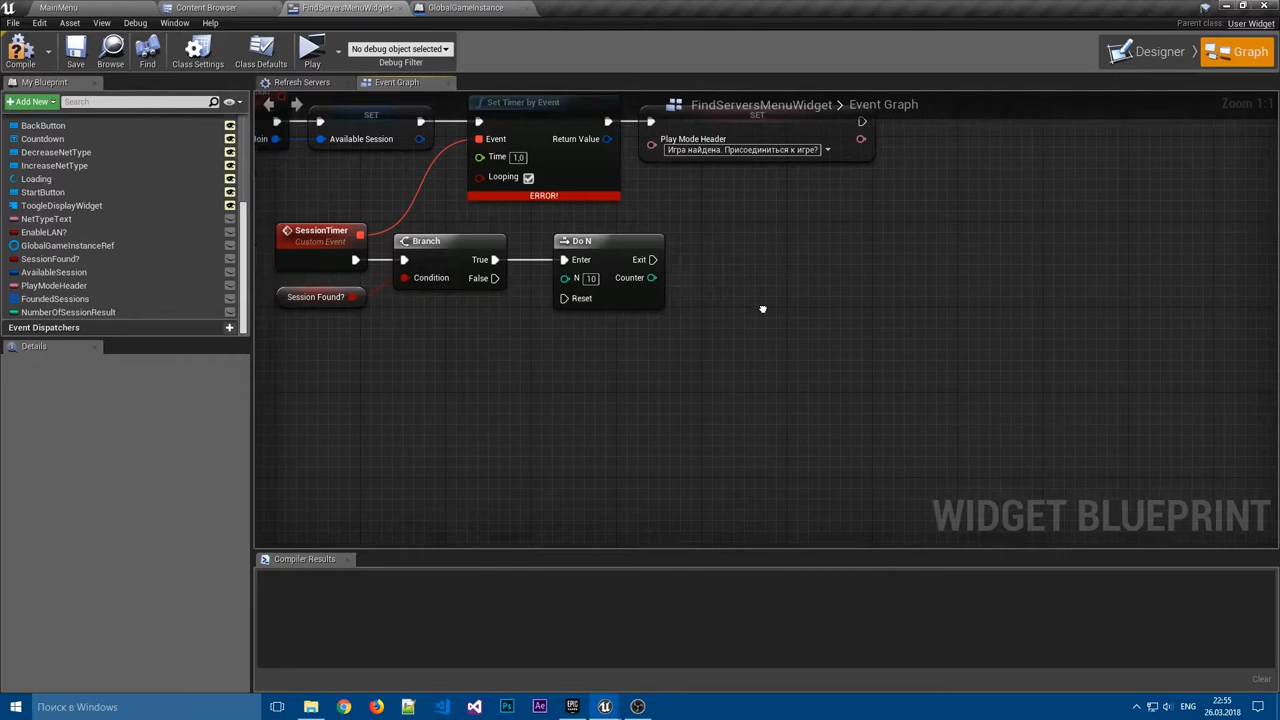 MainMenu
Content Browser
FindServersMenuWidget*
GlobalGameInstance
File Edit Asset View Debug Window Help
Parent class: User Widget
Compile
Save
Browse
Find
Class Settings
Class Defaults
Play
No debug object selected
Debug Filter
Designer
Graph
My Blueprint
Refresh Servers
Event Graph
Add New
Search
FindServersMenuWidget > Event Graph
Zoom 1:1
BackButton
Countdown
DecreaseNetType
IncreaseNetType
Loading
StartButton
ToogleDisplayWidget
NetTypeText
EnableLAN?
GlobalGameInstanceRef
SessionFound?
AvailableSession
PlayModeHeader
FoundedSessions
NumberOfSessionResult
Event Dispatchers
Details
Join
SET
Available Session
Set Timer by Event
Event
Return Value
Time 1,0
Looping
ERROR!
SET
Play Mode Header
Игра найдена. Присоединиться к игре?
SessionTimer
Custom Event
Session Found?
Branch
True
Condition
False
Do N
Enter
Exit
N 10
Counter
Reset
WIDGET BLUEPRINT
Compiler Results
Clear
Поиск в Windows
Ps
Ae
EPIC
22:55
26.03.2018